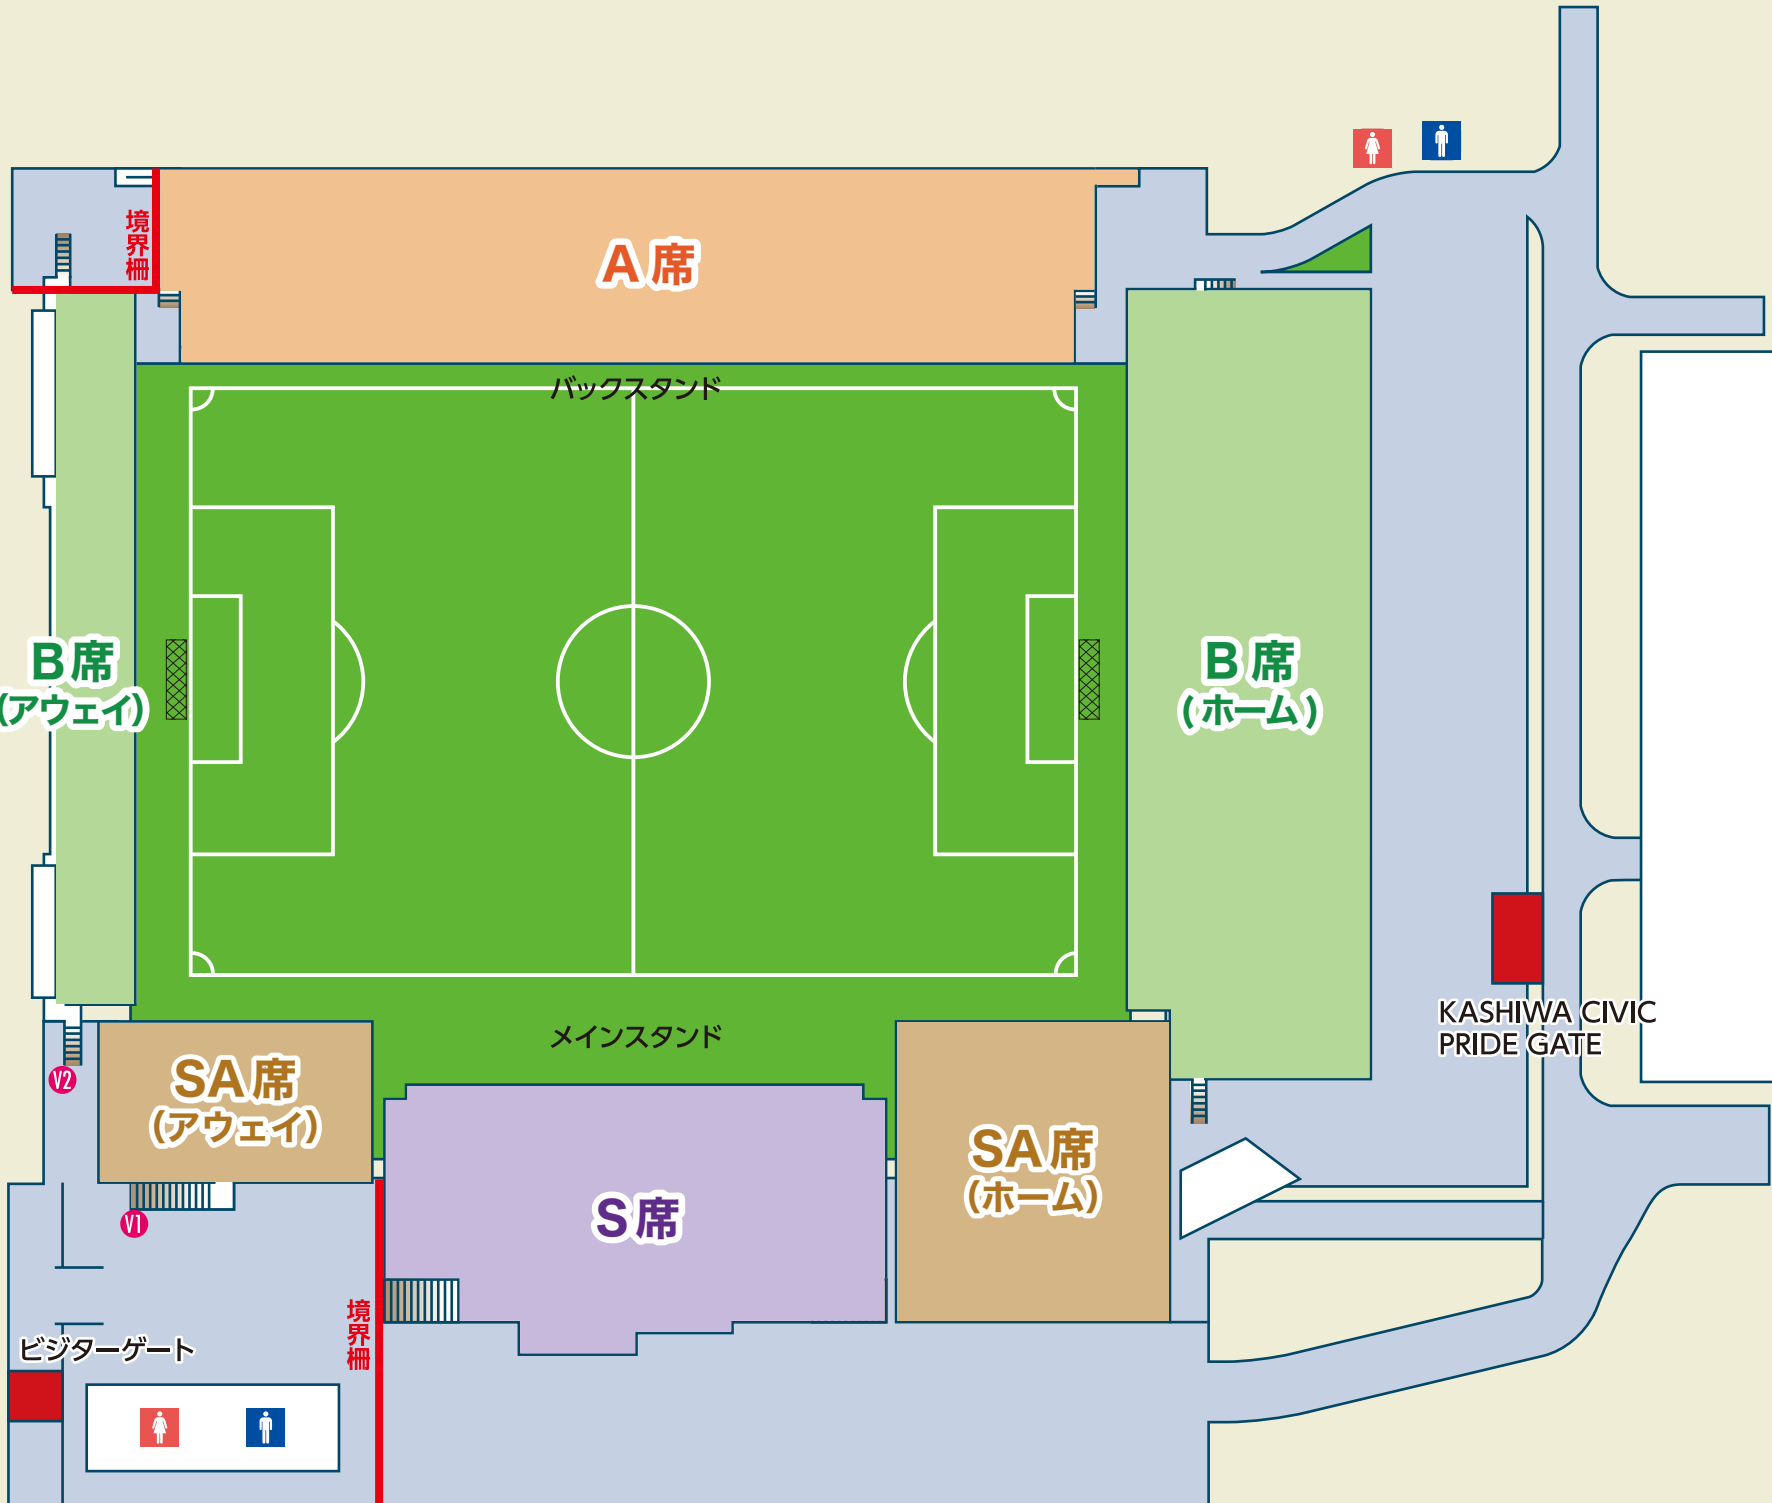 境界柵
A席
バックスタンド
B席
(アウェイ)
B席
(ホーム)
KASHIWA CIVIC
PRIDE GATE
メインスタンド
SA席
(アウェイ)
V2
S席
SA席
(ホーム)
V1
境界柵
ビジターゲート